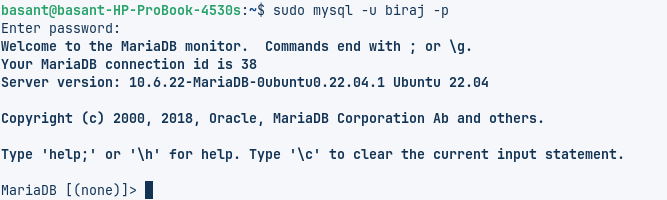 basant@basant-HP-ProBook-4530s:~$ sudo mysql -u biraj -p
Enter password:
Welcome to the MariaDB monitor.  Commands end with ; or \g.
Your MariaDB connection id is 38
Server version: 10.6.22-MariaDB-0ubuntu0.22.04.1 Ubuntu 22.04

Copyright (c) 2000, 2018, Oracle, MariaDB Corporation Ab and others.

Type 'help;' or '\h' for help. Type '\c' to clear the current input statement.

MariaDB [(none)]>